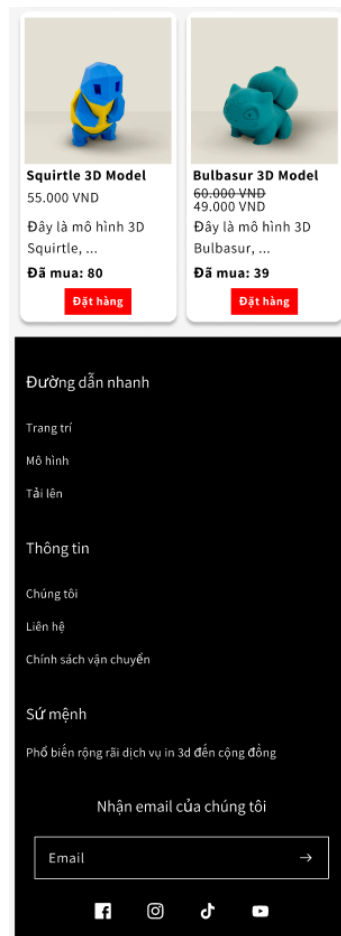 Squirtle 3D Model
55.000 VND
Đây là mô hình 3D
Squirtle, ...
Đã mua: 80
Đặt hàng
Bulbasur 3D Model
60.000 VND
49.000 VND
Đây là mô hình 3D
Bulbasur, ...
Đã mua: 39
Đặt hàng
Đường dẫn nhanh
Trang trí
Mô hình
Tải lên
Thông tin
Chúng tôi
Liên hệ
Chính sách vận chuyển
Sứ mệnh
Phổ biến rộng rãi dịch vụ in 3d đến cộng đồng
Nhận email của chúng tôi
Email